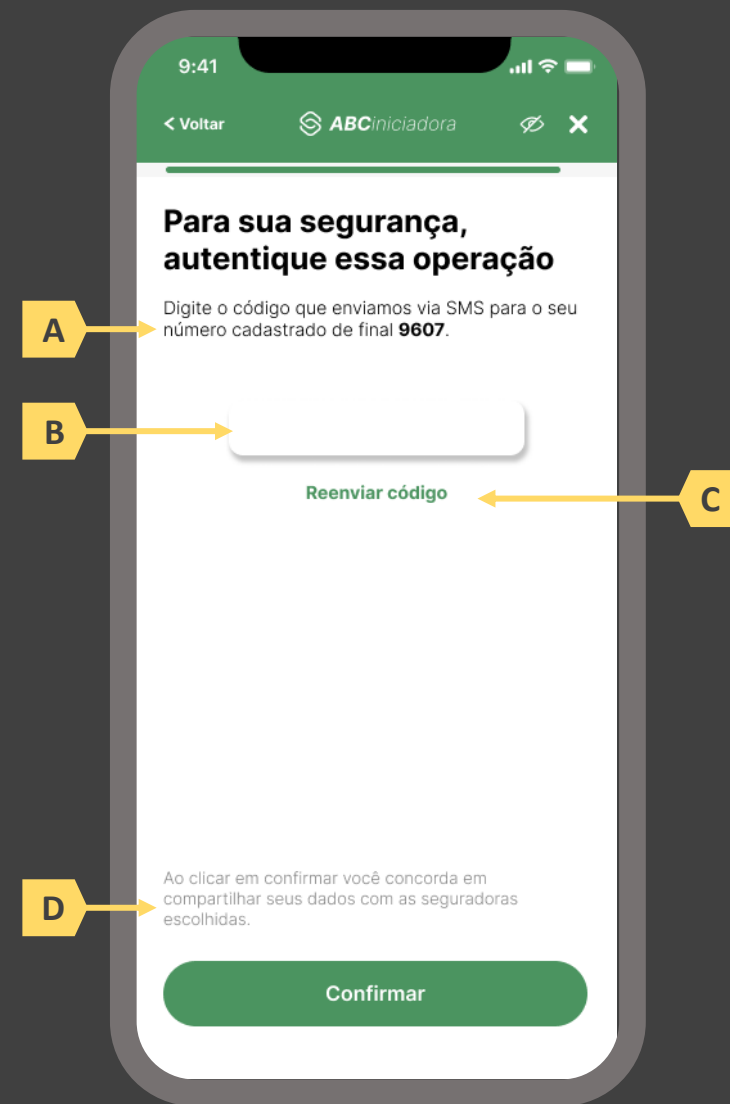 9:41
< Voltar
ABCiniciadora
Para sua segurança,
autentique essa operação
Digite o código que enviamos via SMS para o seu
número cadastrado de final 9607.
A
B
Reenviar código
C
Ao clicar em confirmar você concorda em
compartilhar seus dados com as seguradoras
escolhidas.
D
Confirmar